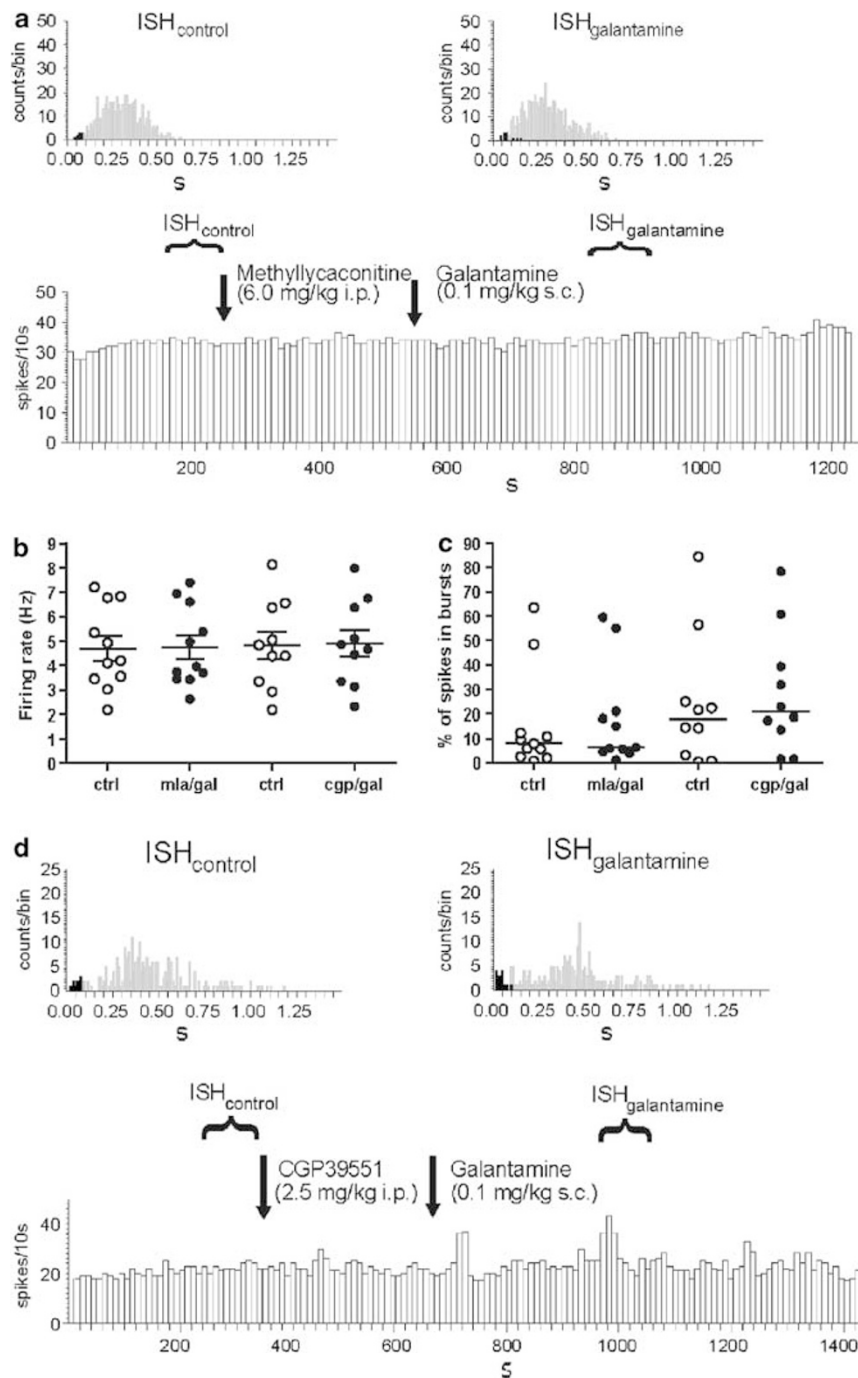 a
ISHcontrol
ISHgalantamine
counts/bin
50
40
30
20
10
0
0.00 0.25 0.50 0.75 1.00 1.25
S
counts/bin
50
40
30
20
10
0
0.00 0.25 0.50 0.75 1.00 1.25
S
ISHcontrol
ISHgalantamine
Methyllycaconitine
(6.0 mg/kg i.p.)
Galantamine
(0.1 mg/kg s.c.)
spikes/10s
50
40
30
20
10
0
200 400 600 800 1000 1200
S
b
Firing rate (Hz)
9
8
7
6
5
4
3
2
1
0
ctrl mla/gal ctrl cgp/gal
c
% of spikes in bursts
90
80
70
60
50
40
30
20
10
0
ctrl mla/gal ctrl cgp/gal
d
ISHcontrol
ISHgalantamine
counts/bin
25
20
15
10
5
0
0.00 0.25 0.50 0.75 1.00 1.25
S
counts/bin
25
20
15
10
5
0
0.00 0.25 0.50 0.75 1.00 1.25
S
ISHcontrol
ISHgalantamine
CGP39551
(2.5 mg/kg i.p.)
Galantamine
(0.1 mg/kg s.c.)
spikes/10s
40
20
0
200 400 600 800 1000 1200 1400
S